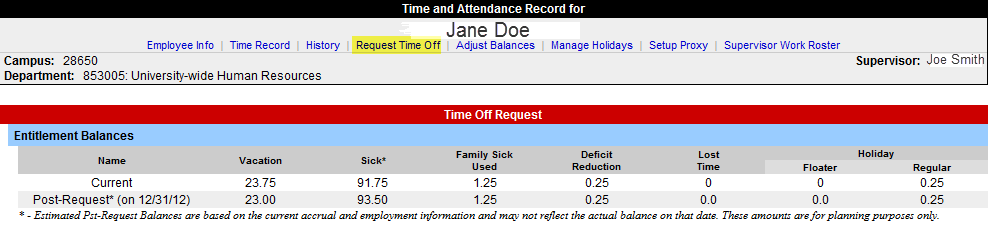 Time and Attendance Record for
Jane Doe
Employee Info | Time Record | History | Request Time Off | Adjust Balances | Manage Holidays | Setup Proxy | Supervisor Work Roster
Campus: 28650 Supervisor: Joe Smith
Department: 853005: University-wide Human Resources
Time Off Request
Entitlement Balances
Name Vacation Sick* Family Sick Used Deficit Reduction Lost Time Holiday
Floater Regular
Current 23.75 91.75 1.25 0.25 0 0 0.25
Post-Request* (on 12/31/12) 23.00 93.50 1.25 0.25 0.0 0.0 0.25
* - Estimated Pst-Request Balances are based on the current accrual and employment information and may not reflect the actual balance on that date. These amounts are for planning purposes only.